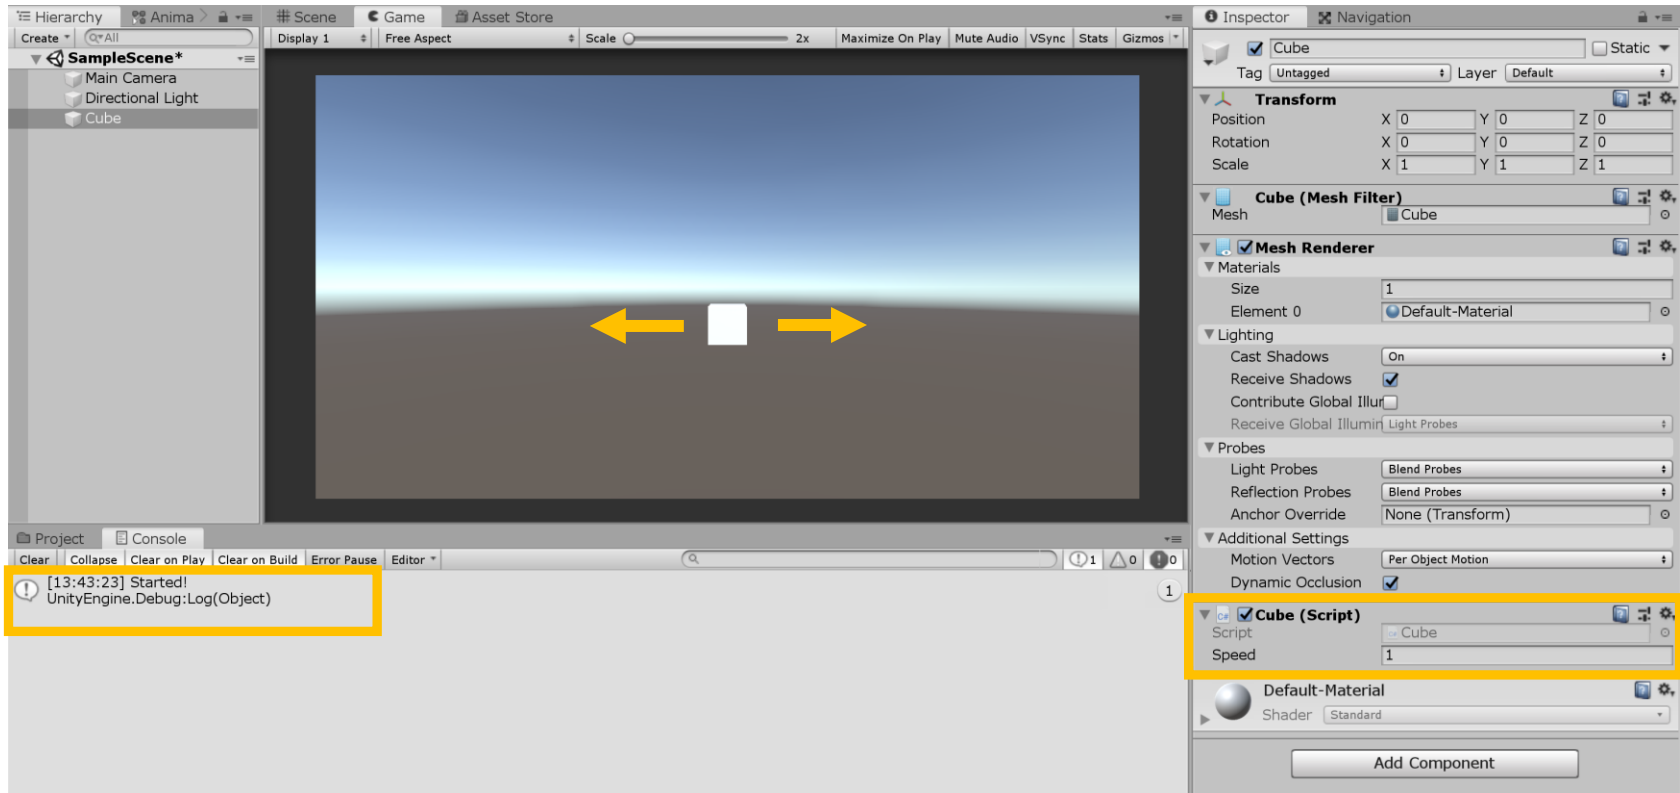 Hierarchy
Anima
Create
All
SampleScene*
Main Camera
Directional Light
Cube
Scene
Game
Asset Store
Display 1
Free Aspect
Scale
2x
Maximize On Play
Mute Audio
VSync
Stats
Gizmos
Project
Console
Clear
Collapse
Clear on Play
Clear on Build
Error Pause
Editor
1
0
0
[13:43:23] Started!
UnityEngine.Debug:Log(Object)
1
Inspector
Navigation
Cube
Static
Tag Untagged
Layer Default
Transform
Position X 0 Y 0 Z 0
Rotation X 0 Y 0 Z 0
Scale X 1 Y 1 Z 1
Cube (Mesh Filter)
Mesh Cube
Mesh Renderer
Materials
Size 1
Element 0 Default-Material
Lighting
Cast Shadows On
Receive Shadows
Contribute Global Illur
Receive Global Illumin Light Probes
Probes
Light Probes Blend Probes
Reflection Probes Blend Probes
Anchor Override None (Transform)
Additional Settings
Motion Vectors Per Object Motion
Dynamic Occlusion
C# Cube (Script)
Script Cube
Speed 1
Default-Material
Shader Standard
Add Component